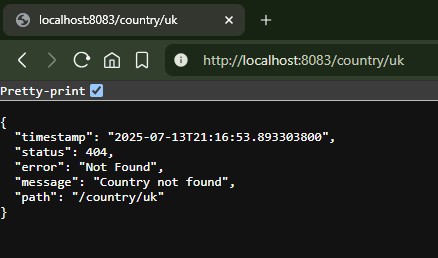 localhost:8083/country/uk
http://localhost:8083/country/uk
Pretty-print
{
"timestamp": "2025-07-13T21:16:53.893303800",
"status": 404,
"error": "Not Found",
"message": "Country not found",
"path": "/country/uk"
}